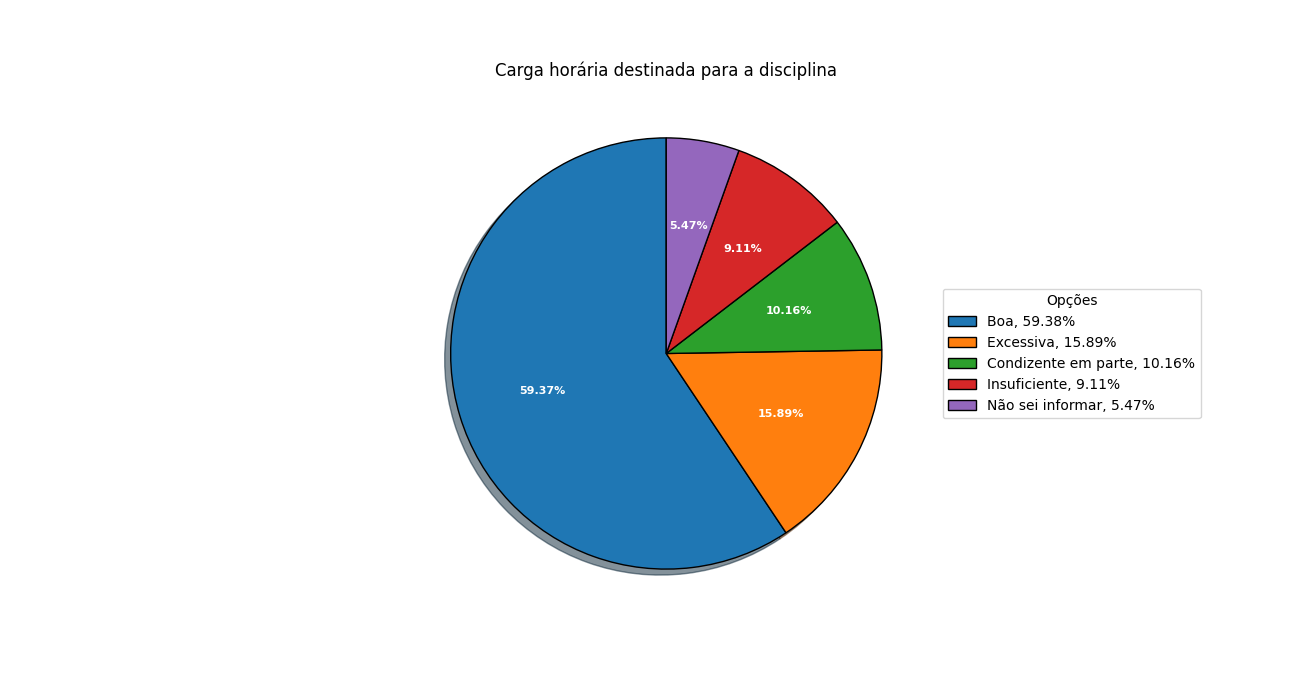 Carga horária destinada para a disciplina
5.47%
9.11%
10.16%
59.37%
15.89%
Opções
Boa, 59.38%
Excessiva, 15.89%
Condizente em parte, 10.16%
Insuficiente, 9.11%
Não sei informar, 5.47%